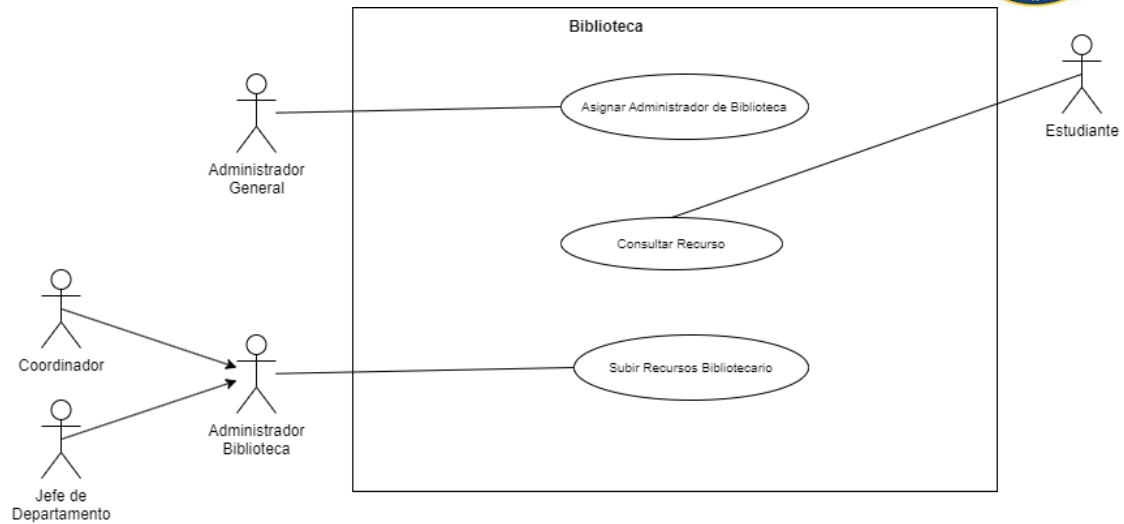 Biblioteca
Asignar Administrador de Biblioteca
Estudiante
Administrador
General
Consultar Recurso
Coordinador
Subir Recursos Bibliotecario
Administrador
Biblioteca
Jefe de
Departamento